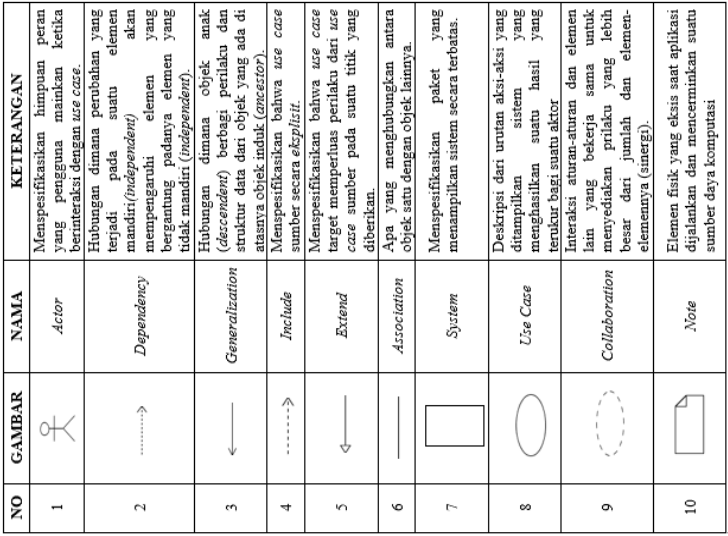 NO GAMBAR NAMA KETERANGAN
1 Actor Menspesifikasikan himpuan peran
yang pengguna mainkan ketika
berinteraksi dengan use case.
2 Dependency Hubungan dimana perubahan yang
terjadi pada suatu elemen
mandiri(independent) akan
mempengaruhi elemen yang
bergantung padanya elemen yang
tidak mandiri (independent).
3 Generalization Hubungan dimana objek anak
(descendent) berbagi perilaku dan
struktur data dari objek yang ada di
atasnya objek induk (ancestor).
4 Include Menspesifikasikan bahwa use case
sumber secara eksplisit.
5 Extend Menspesifikasikan bahwa use case
target memperluas perilaku dari use
case sumber pada suatu titik yang
diberikan.
6 Association Apa yang menghubungkan antara
objek satu dengan objek lainnya.
7 System Menspesifikasikan paket yang
menampilkan sistem secara terbatas.
8 Use Case Deskripsi dari urutan aksi-aksi yang
ditampilkan sistem yang
menghasilkan suatu hasil yang
terukur bagi suatu aktor
9 Collaboration Interaksi aturan-aturan dan elemen
lain yang bekerja sama untuk
menyediakan prilaku yang lebih
besar dari jumlah dan elemen-
elemennya (sinergi).
10 Note Elemen fisik yang eksis saat aplikasi
dijalankan dan mencerminkan suatu
sumber daya komputasi